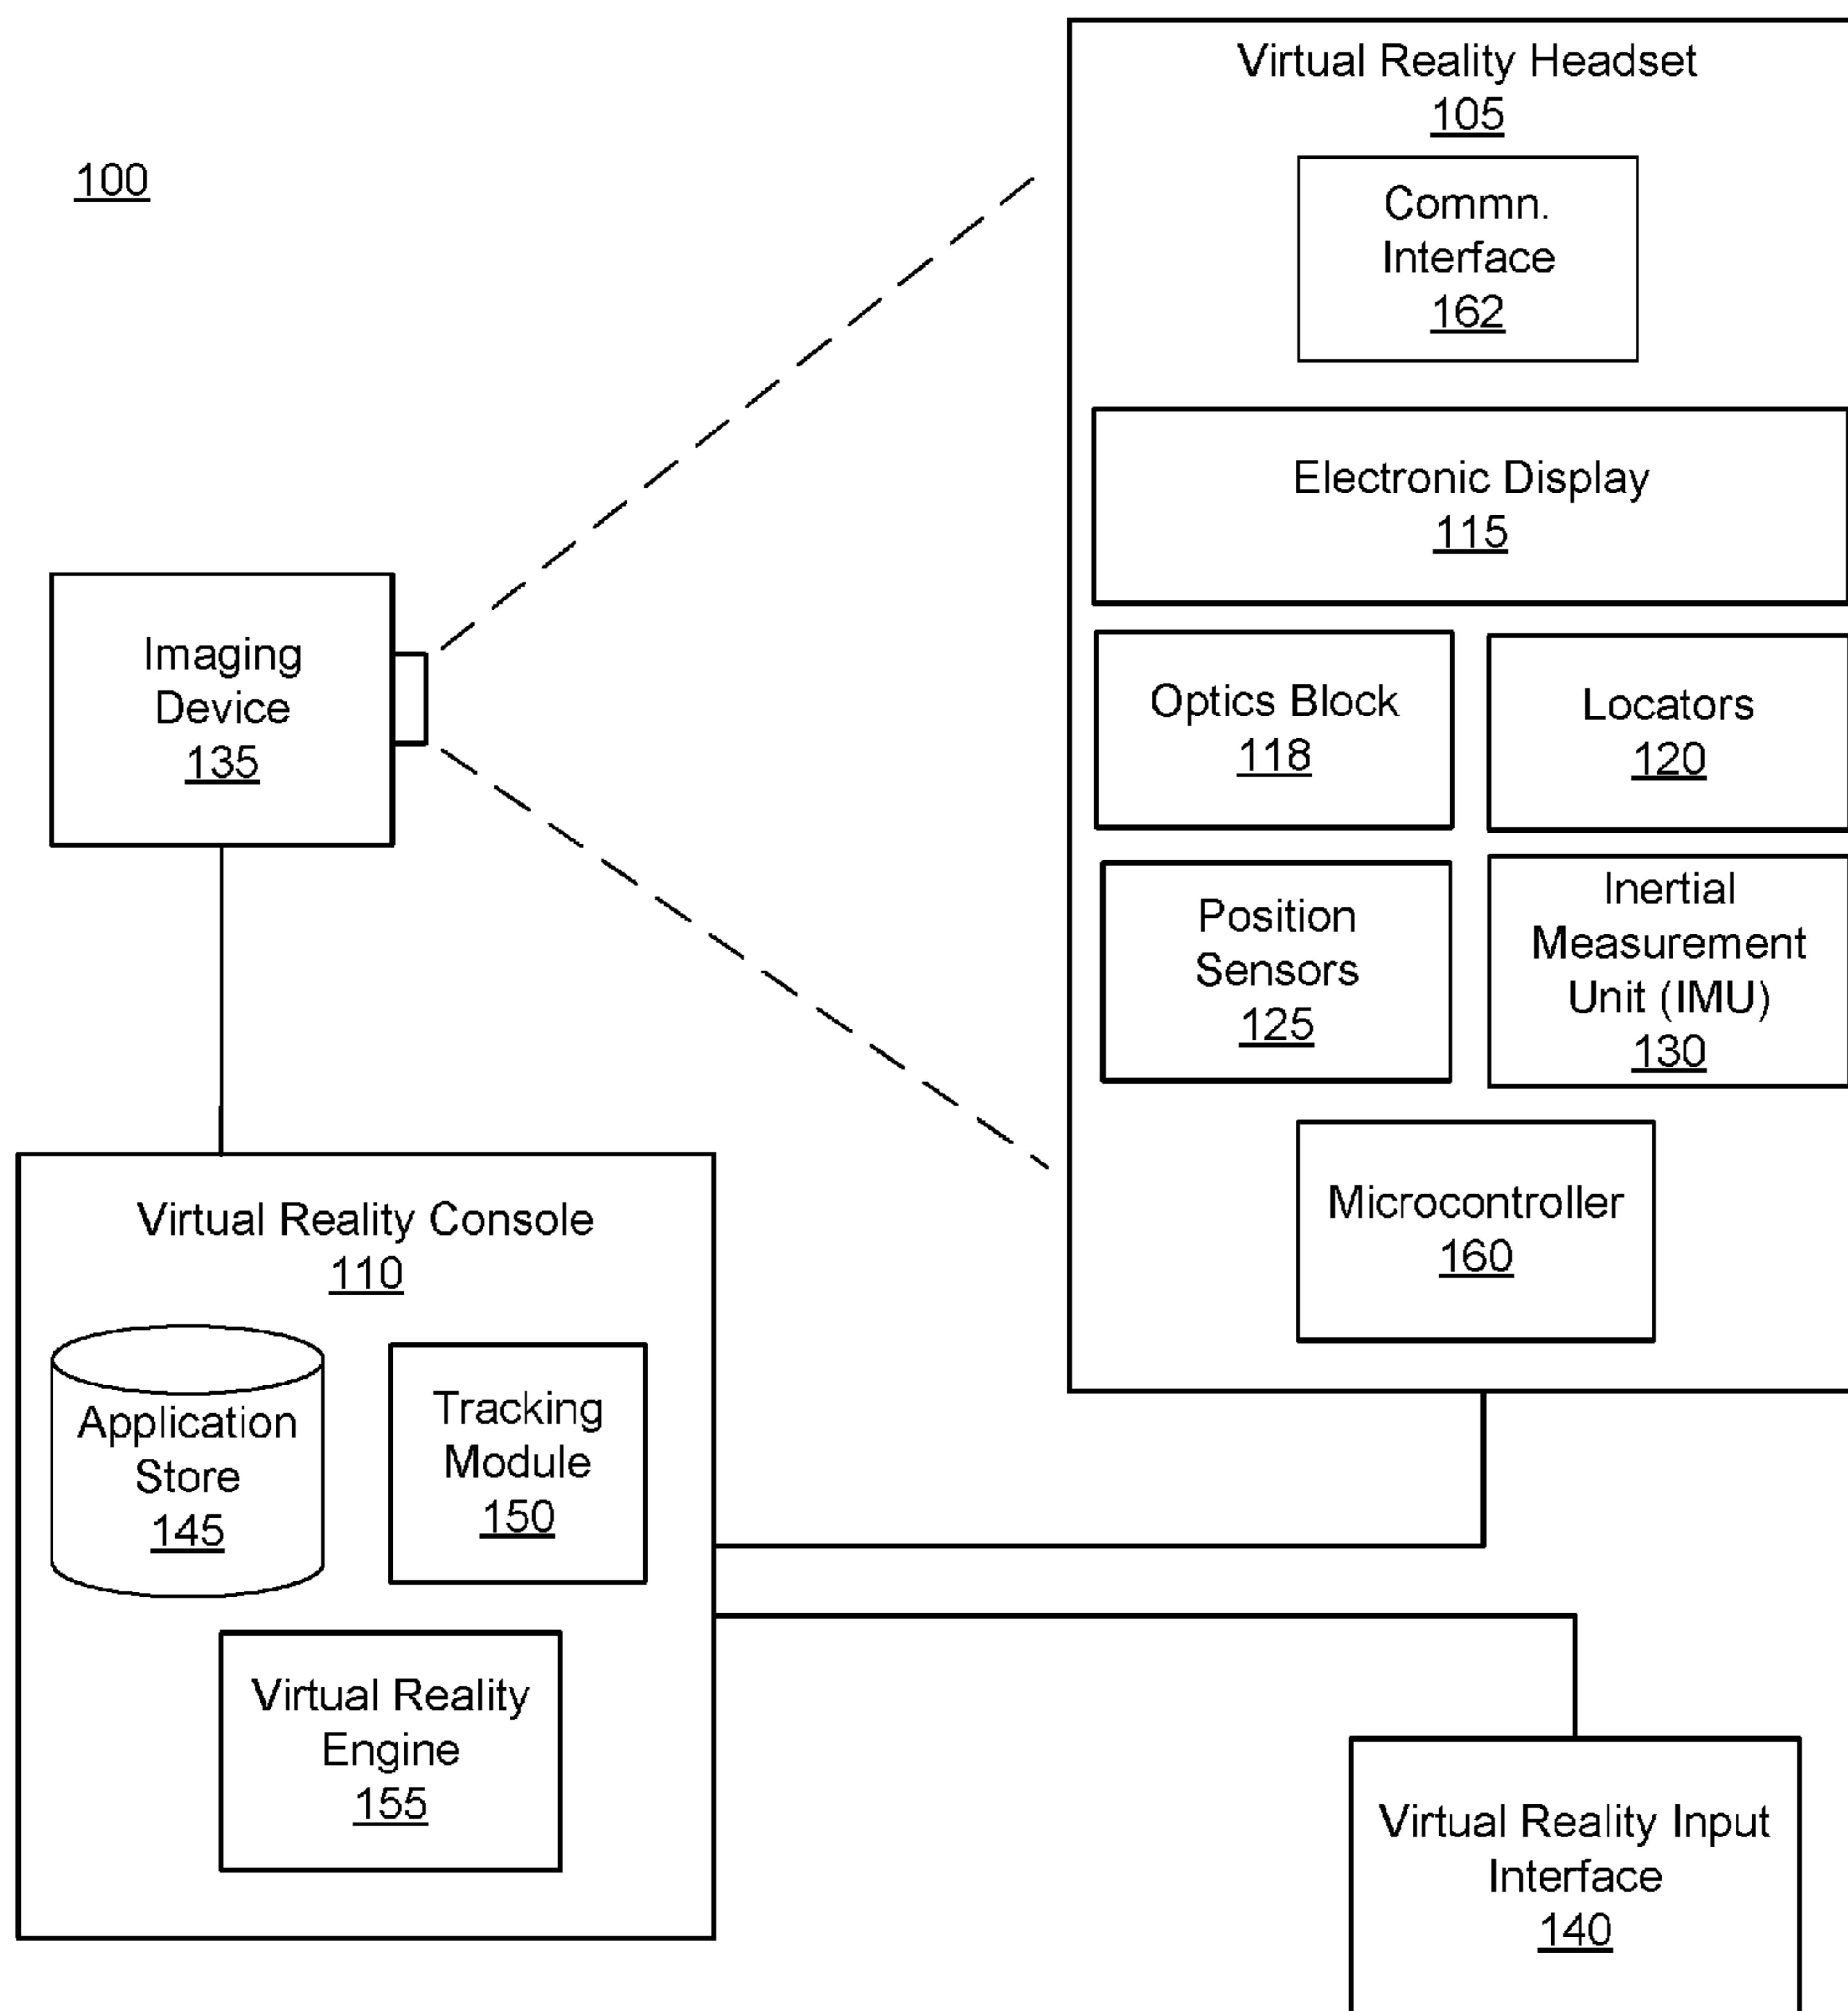 100
Virtual Reality Headset
105
Commn.
Interface
162
Electronic Display
115
Optics Block
118
Locators
120
Position
Sensors
125
Inertial
Measurement
Unit (IMU)
130
Microcontroller
160
Imaging
Device
135
Virtual Reality Console
110
Application
Store
145
Tracking
Module
150
Virtual Reality
Engine
155
Virtual Reality Input
Interface
140